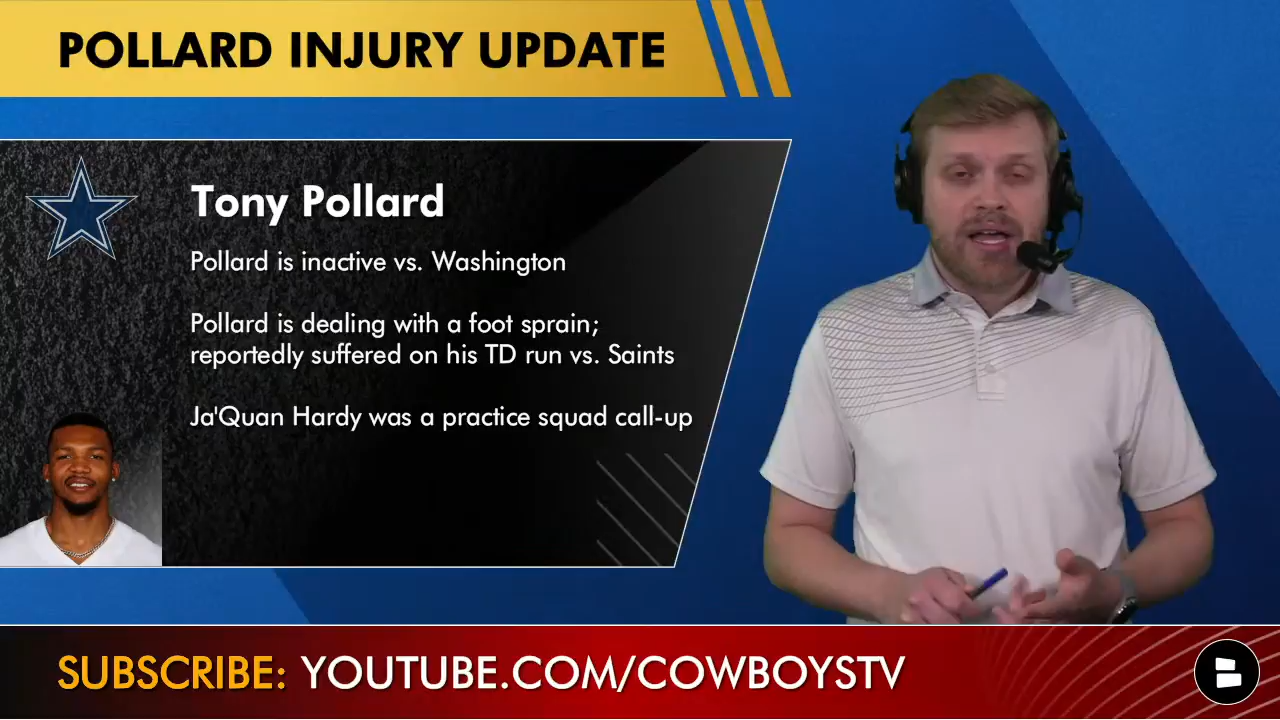 POLLARD INJURY UPDATE
Tony Pollard
Pollard is inactive vs. Washington
Pollard is dealing with a foot sprain;
reportedly suffered on his TD run vs. Saints
Ja'Quan Hardy was a practice squad call-up
SUBSCRIBE: YOUTUBE.COM/COWBOYSTV